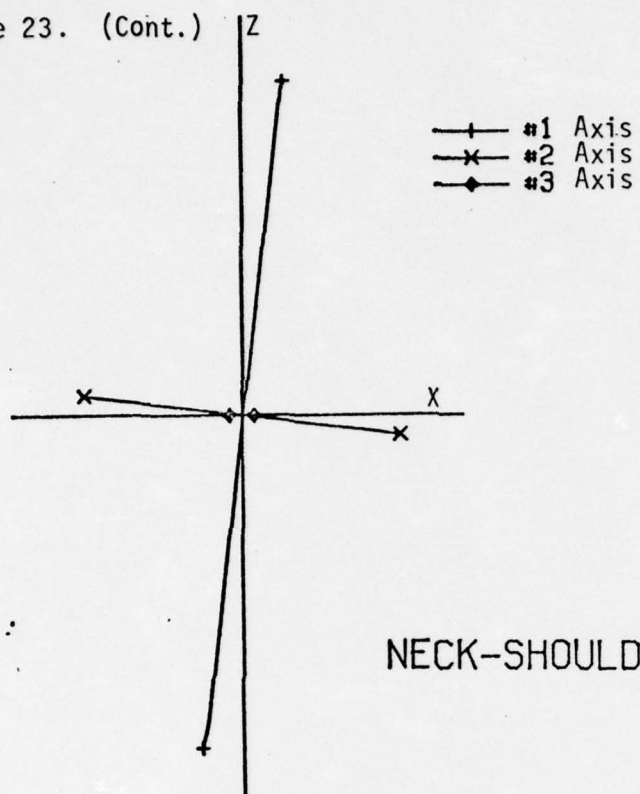 e 23. (Cont.)
Z
#1 Axis
#2 Axis
#3 Axis
X
NECK-SHOULD